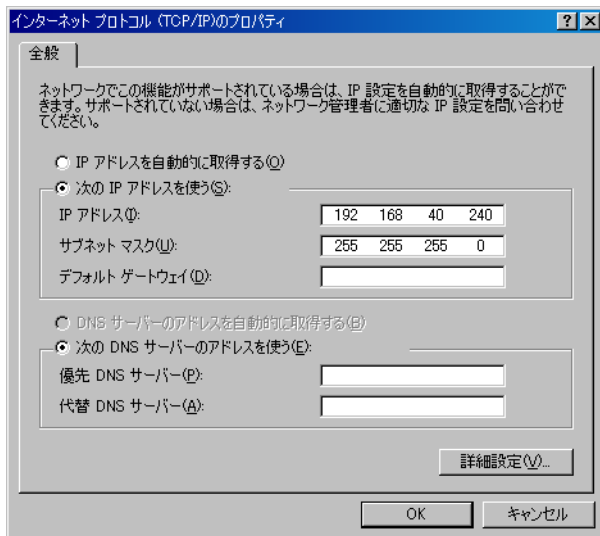 インターネット プロトコル (TCP/IP)のプロパティ
全般
ネットワークでこの機能がサポートされている場合は、IP 設定を自動的に取得することがで
きます。サポートされていない場合は、ネットワーク管理者に適切な IP 設定を問い合わせ
てください。
IP アドレスを自動的に取得する(O)
次の IP アドレスを使う(S):
IP アドレス(I): 192 168 40 240
サブネット マスク(U): 255 255 255 0
デフォルト ゲートウェイ(D):
DNS サーバーのアドレスを自動的に取得する(B)
次の DNS サーバーのアドレスを使う(E):
優先 DNS サーバー(P):
代替 DNS サーバー(A):
詳細設定(V)...
OK キャンセル